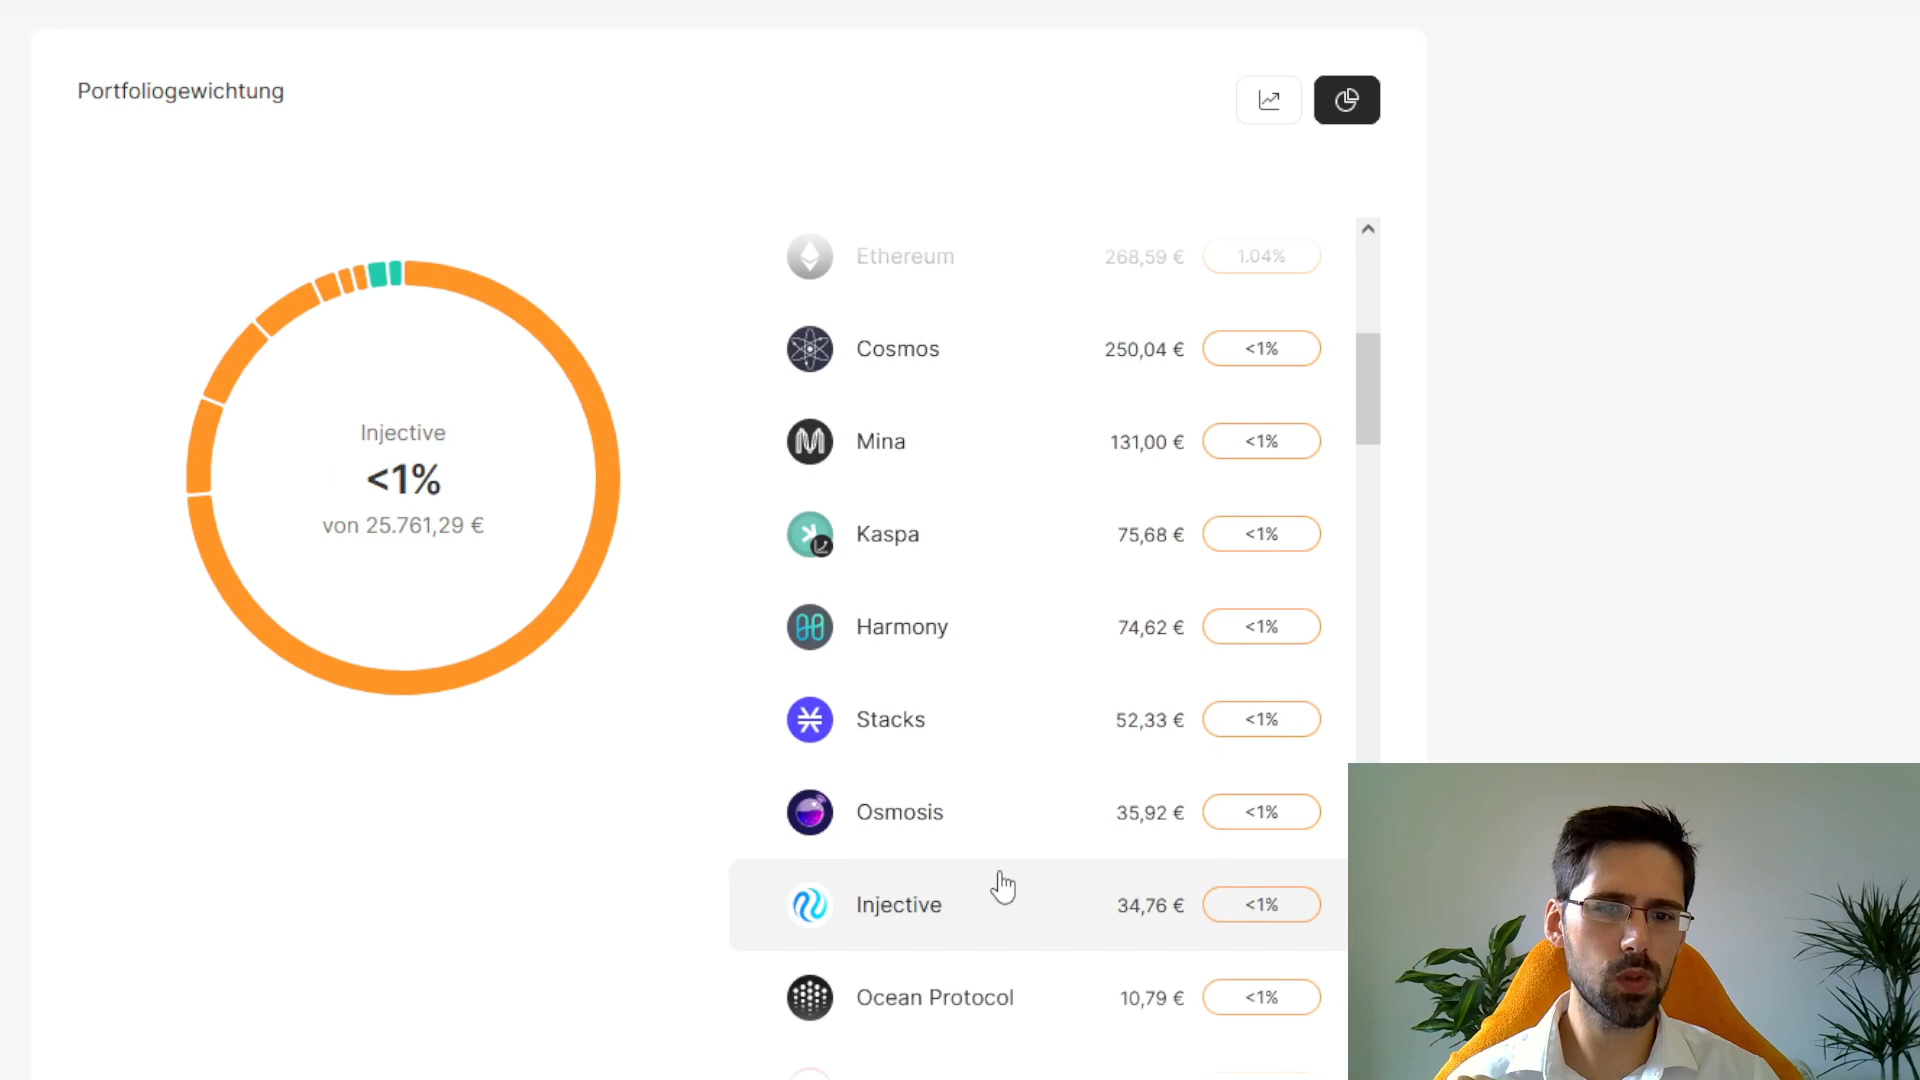 Portfoliogewichtung
Injective
<1%
von 25.761,29 €
Ethereum 268,59 € 1.04%
Cosmos 250,04 € <1%
Mina 131,00 € <1%
Kaspa 75,68 € <1%
Harmony 74,62 € <1%
Stacks 52,33 € <1%
Osmosis 35,92 € <1%
Injective 34,76 € <1%
Ocean Protocol 10,79 € <1%